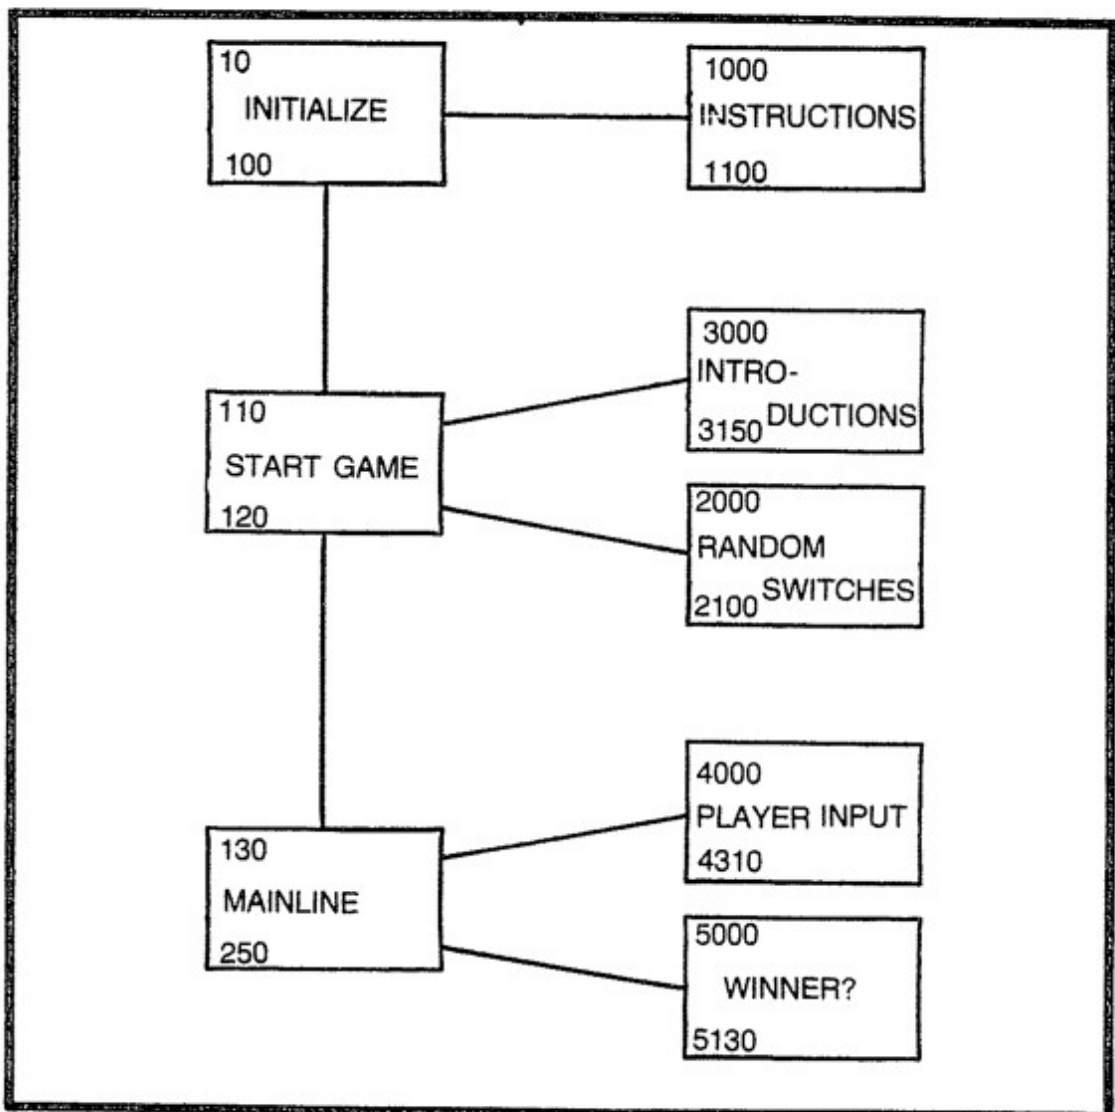 10
INITIALIZE
100
1000
INSTRUCTIONS
1100
110
START GAME
120
3000
INTRO-
DUCTIONS
3150
2000
RANDOM
SWITCHES
2100
130
MAINLINE
250
4000
PLAYER INPUT
4310
5000
WINNER?
5130